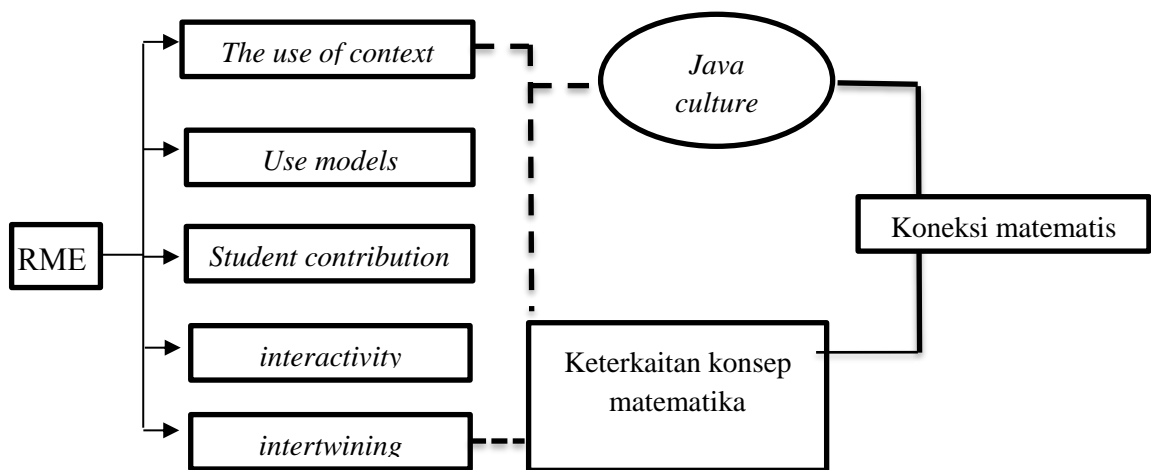 The use of context
Java
culture
Use models
Koneksi matematis
RME
Student contribution
interactivity
Keterkaitan konsep
matematika
intertwining